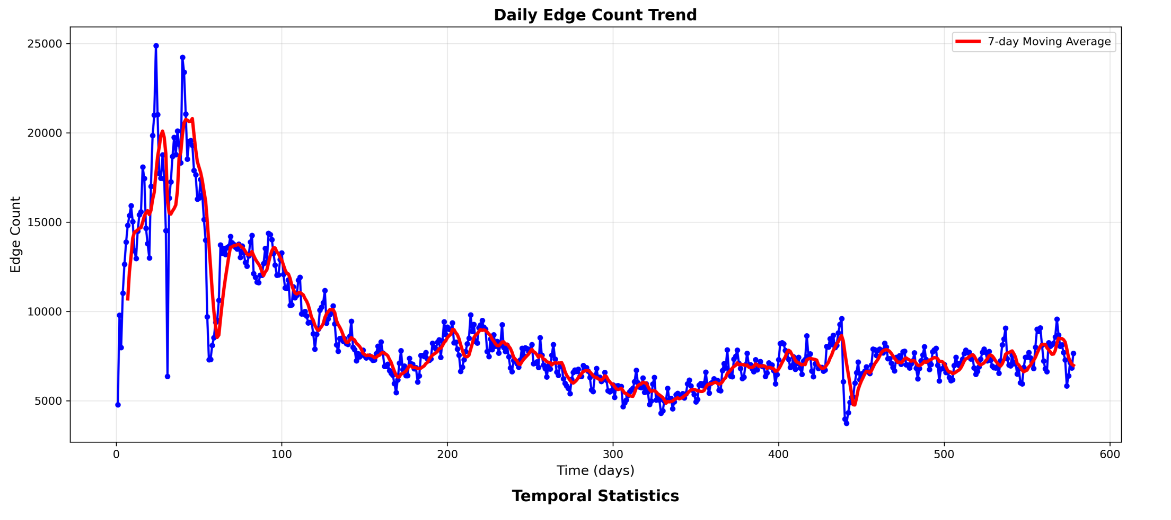 Daily Edge Count Trend
7-day Moving Average
25000
20000
15000
10000
5000
Edge Count
0 100 200 300 400 500 600
Time (days)
Temporal Statistics